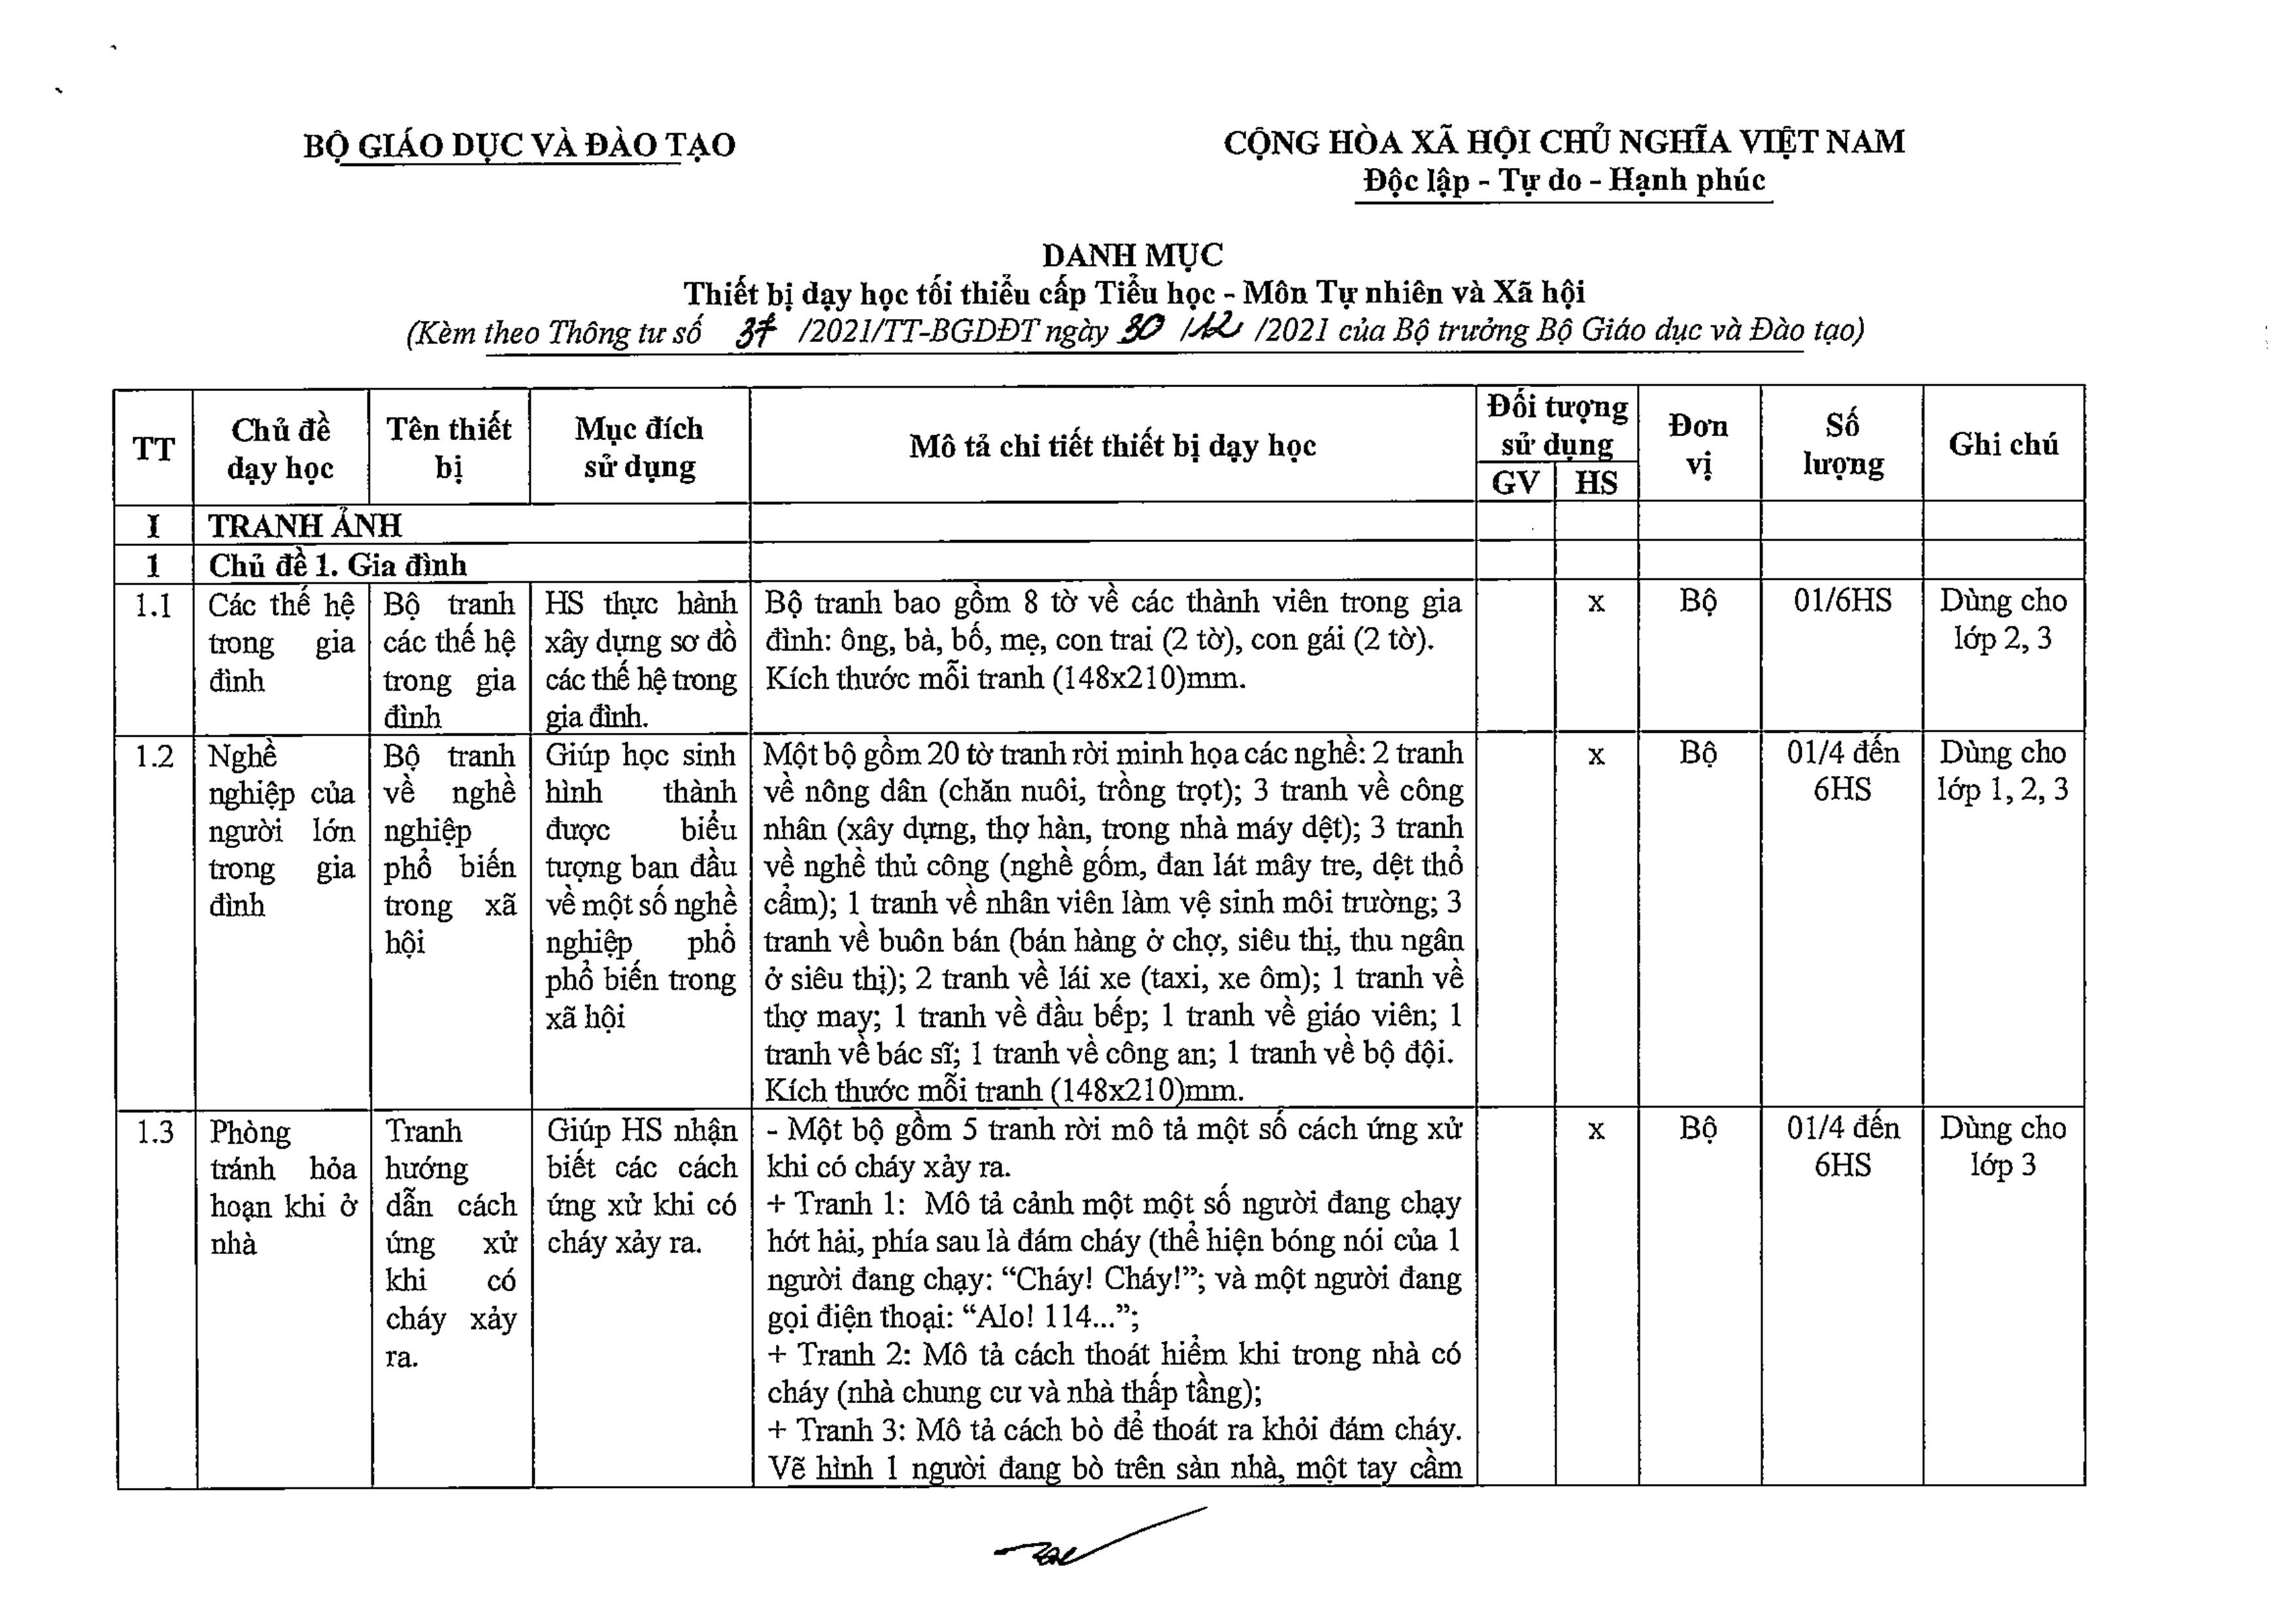 BỘ GIÁO DỤC VÀ ĐÀO TẠO
CỘNG HÒA XÃ HỘI CHỦ NGHĨA VIỆT NAM
Độc lập - Tự do - Hạnh phúc
DANH MỤC
Thiết bị dạy học tối thiểu cấp Tiểu học - Môn Tự nhiên và Xã hội
(Kèm theo Thông tư số 37 /2021/TT-BGDĐT ngày 30 /12 /2021 của Bộ trưởng Bộ Giáo dục và Đào tạo)
TT
Chủ đề
dạy học
Tên thiết
bị
Mục đích
sử dụng
Mô tả chi tiết thiết bị dạy học
Đối tượng
sử dụng
GV
HS
Đơn
vị
Số
lượng
Ghi chú
I
TRANH ẢNH
1
Chủ đề 1. Gia đình
1.1
Các thế hệ
trong gia
đình
Bộ tranh
các thế hệ
trong gia
đình
HS thực hành
xây dựng sơ đồ
các thế hệ trong
gia đình.
Bộ tranh bao gồm 8 tờ về các thành viên trong gia
đình: ông, bà, bố, mẹ, con trai (2 tờ), con gái (2 tờ).
Kích thước mỗi tranh (148x210)mm.
x
Bộ
01/6HS
Dùng cho
lớp 2, 3
1.2
Nghề
nghiệp của
người lớn
trong gia
đình
Bộ tranh
về nghề
nghiệp
phổ biến
trong xã
hội
Giúp học sinh
hình thành
được biểu
tượng ban đầu
về một số nghề
nghiệp phổ
phổ biến trong
xã hội
Một bộ gồm 20 tờ tranh rời minh họa các nghề: 2 tranh
về nông dân (chăn nuôi, trồng trọt); 3 tranh về công
nhân (xây dựng, thợ hàn, trong nhà máy dệt); 3 tranh
về nghề thủ công (nghề gốm, đan lát mây tre, dệt thổ
cẩm); 1 tranh về nhân viên làm vệ sinh môi trường; 3
tranh về buôn bán (bán hàng ở chợ, siêu thị, thu ngân
ở siêu thị); 2 tranh về lái xe (taxi, xe ôm); 1 tranh về
thợ may; 1 tranh về đầu bếp; 1 tranh về giáo viên; 1
tranh về bác sĩ; 1 tranh về công an; 1 tranh về bộ đội.
Kích thước mỗi tranh (148x210)mm.
x
Bộ
01/4 đến
6HS
Dùng cho
lớp 1, 2, 3
1.3
Phòng
tránh hỏa
hoạn khi ở
nhà
Tranh
hướng
dẫn cách
ứng xử
khi có
cháy xảy
ra.
Giúp HS nhận
biết các cách
ứng xử khi có
cháy xảy ra.
- Một bộ gồm 5 tranh rời mô tả một số cách ứng xử
khi có cháy xảy ra.
+ Tranh 1: Mô tả cảnh một một số người đang chạy
hớt hải, phía sau là đám cháy (thể hiện bóng nói của 1
người đang chạy: “Cháy! Cháy!”; và một người đang
gọi điện thoại: “Alo! 114...”;
+ Tranh 2: Mô tả cách thoát hiểm khi trong nhà có
cháy (nhà chung cư và nhà thấp tầng);
+ Tranh 3: Mô tả cách bò để thoát ra khỏi đám cháy.
Vẽ hình 1 người đang bò trên sàn nhà, một tay cầm
x
Bộ
01/4 đến
6HS
Dùng cho
lớp 3